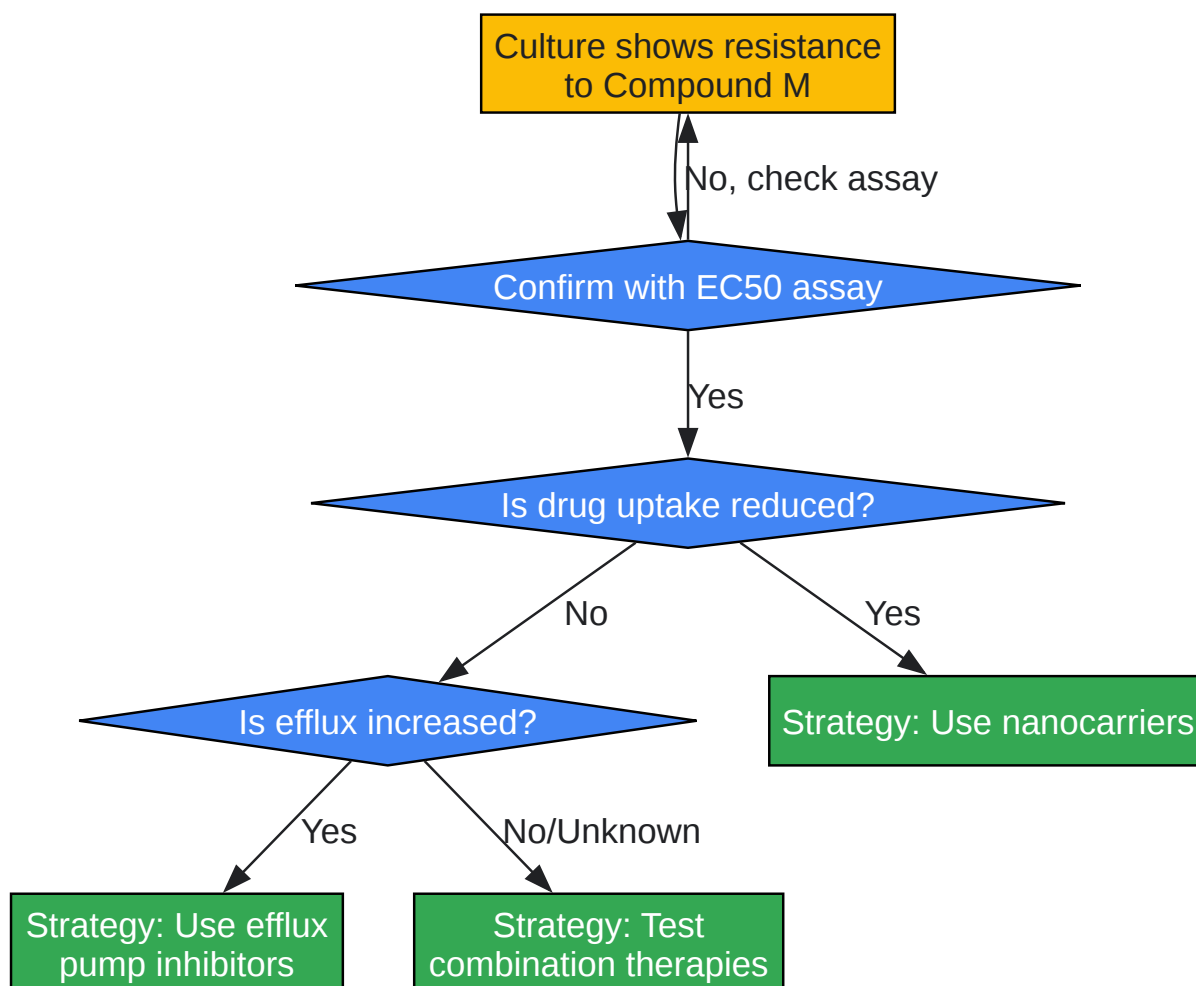 Culture shows resistance
to Compound M
No, check assay
Confirm with EC50 assay
Yes
Is drug uptake reduced?
No
Yes
Is efflux increased?
Strategy: Use nanocarriers
Yes
No/Unknown
Strategy: Use efflux
pump inhibitors
Strategy: Test
combination therapies